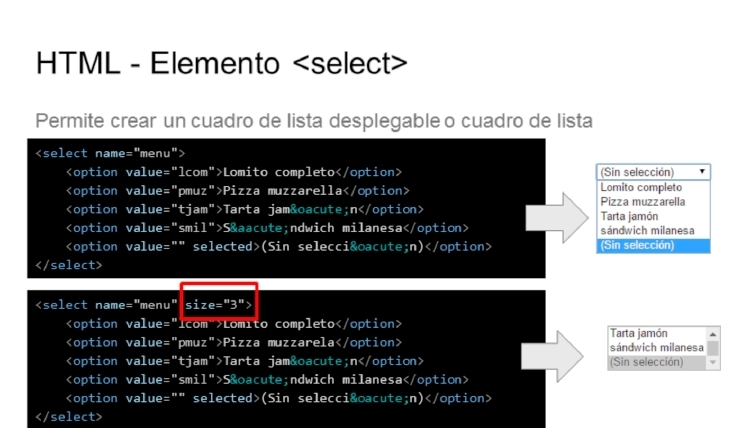 HTML - Elemento <select>
Permite crear un cuadro de lista desplegable o cuadro de lista
<select name="menu">
<option value="lcom">Lomito completo</option>
<option value="pmuz">Pizza muzzarella</option>
<option value="tjam">Tarta jam&oacute;n</option>
<option value="smil">S&aacute;ndwich milanesa</option>
<option value="" selected>(Sin selecci&oacute;n)</option>
</select>
(Sin selección)
Lomito completo
Pizza muzzarella
Tarta jamón
sándwich milanesa
(Sin selección)
<select name="menu" size="3">
<option value="lcom">Lomito completo</option>
<option value="pmuz">Pizza muzzarela</option>
<option value="tjam">Tarta jam&oacute;n</option>
<option value="smil">S&oacute;ndwich milanesa</option>
<option value="" selected>(Sin selecci&oacute;n)</option>
</select>
Tarta jamón
sándwich milanesa
(Sin selección)